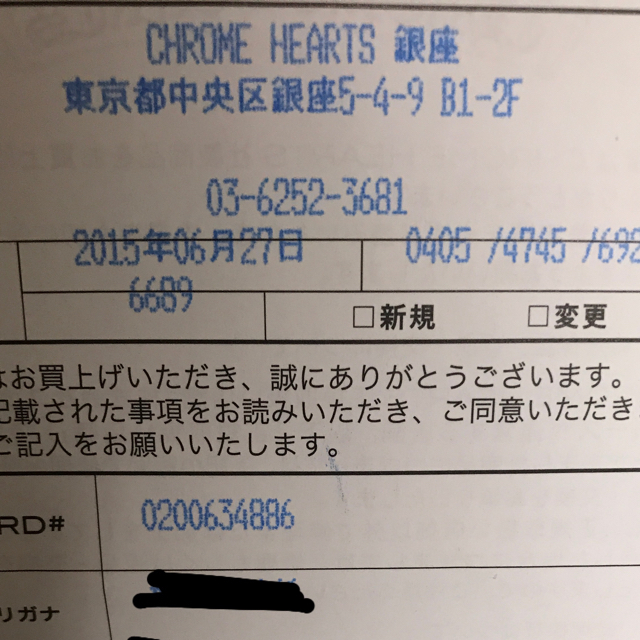 CHROME HEARTS 銀座
東京都中央区銀座5-4-9 B1-2F
03-6252-3681
2015年06月27日 0405 /4745 /692
6689
□新規 □変更
なお買上げいただき、誠にありがとうございます。
記載された事項をお読みいただき、ご同意いただき
ご記入をお願いいたします。
RD# 0200634886
リガナ